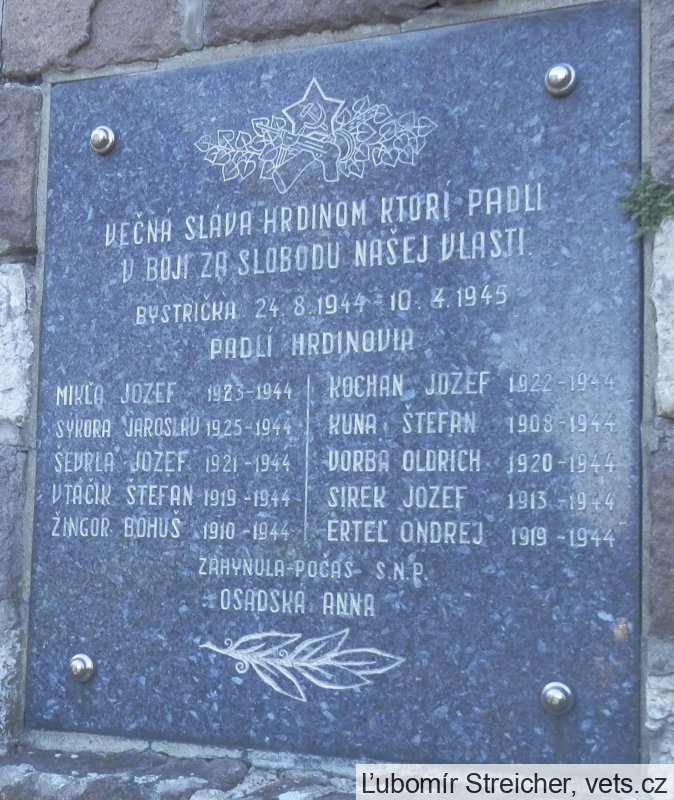 VEČNÁ SLÁVA HRDINOM KTORÍ PADLI
V BOJI ZA SLOBODU NAŠEJ VLASTI.
BYSTRIČKA 24.8.1944 - 10.4.1945
PADLÍ HRDINOVIA
MIKĽA JOZEF 1923-1944
SÝKORA JAROSLAV 1925-1944
ŠEVRĽA JOZEF 1921-1944
VTÁČIK ŠTEFAN 1919-1944
ŽINGOR BOHUŠ 1910-1944
KOCHAN JOŽEF 1922-1944
KUNA ŠTEFAN 1908-1944
VORBA OLDRICH 1920-1944
SIREK JOZEF 1913-1944
ERTEĽ ONDREJ 1919-1944
ZAHYNULA POČAS S.N.P.
OSADSKÁ ANNA
Ľubomír Streicher, vets.cz